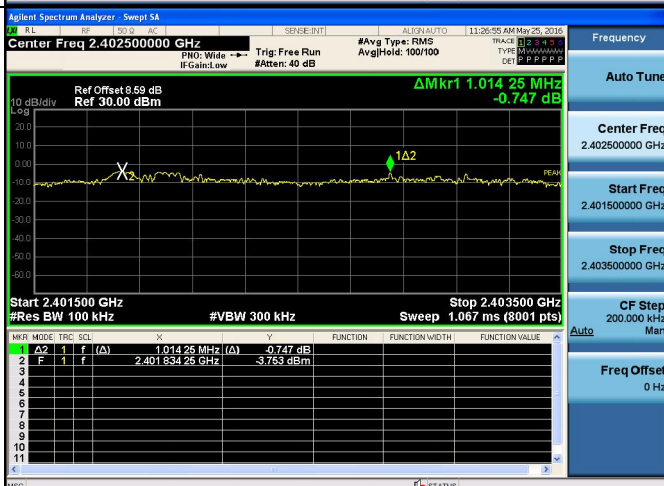 Agilent Spectrum Analyzer - Swept SA
RL RF 50 Ω AC SENSE:INT ALIGN AUTO 11:26:55 AM May 25, 2016
Center Freq 2.402500000 GHz
PNO: Wide
IFGain:Low
Trig: Free Run
#Atten: 40 dB
#Avg Type: RMS
Avg|Hold: 100/100
TRACE 1 2 3 4 5 6
TYPE M
DET P P P P P P
Ref Offset 8.59 dB
10 dB/div Ref 30.00 dBm
Log
ΔMkr1 1.014 25 MHz
-0.747 dB
20.0
10.0
0.00
-10.0
-20.0
-30.0
-40.0
-50.0
-60.0
X2
1Δ2
PEAK
Start 2.401500 GHz Stop 2.403500 GHz
#Res BW 100 kHz #VBW 300 kHz Sweep 1.067 ms (8001 pts)
MKR MODE TRC SCL X Y FUNCTION FUNCTION WIDTH FUNCTION VALUE
1 Δ2 1 f (Δ) 1.014 25 MHz (Δ) -0.747 dB
2 F 1 f 2.401 834 25 GHz -3.753 dBm
3
4
5
6
7
8
9
10
11
MSG STATUS
Frequency
Auto Tune
Center Freq
2.402500000 GHz
Start Freq
2.401500000 GHz
Stop Freq
2.403500000 GHz
CF Step
200.000 kHz
Auto Man
Freq Offset
0 Hz